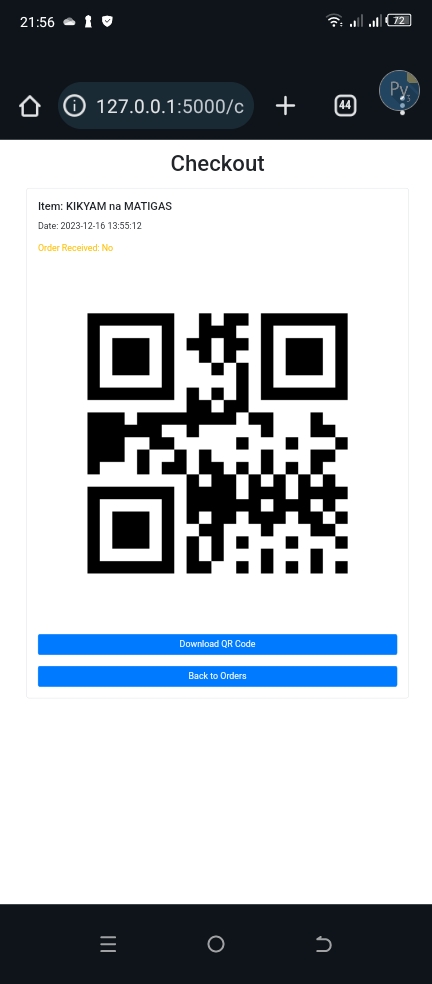 21:56
72
127.0.0.1:5000/c
44
Py3
Checkout
Item: KIKYAM na MATIGAS
Date: 2023-12-16 13:55:12
Order Received: No
Download QR Code
Back to Orders